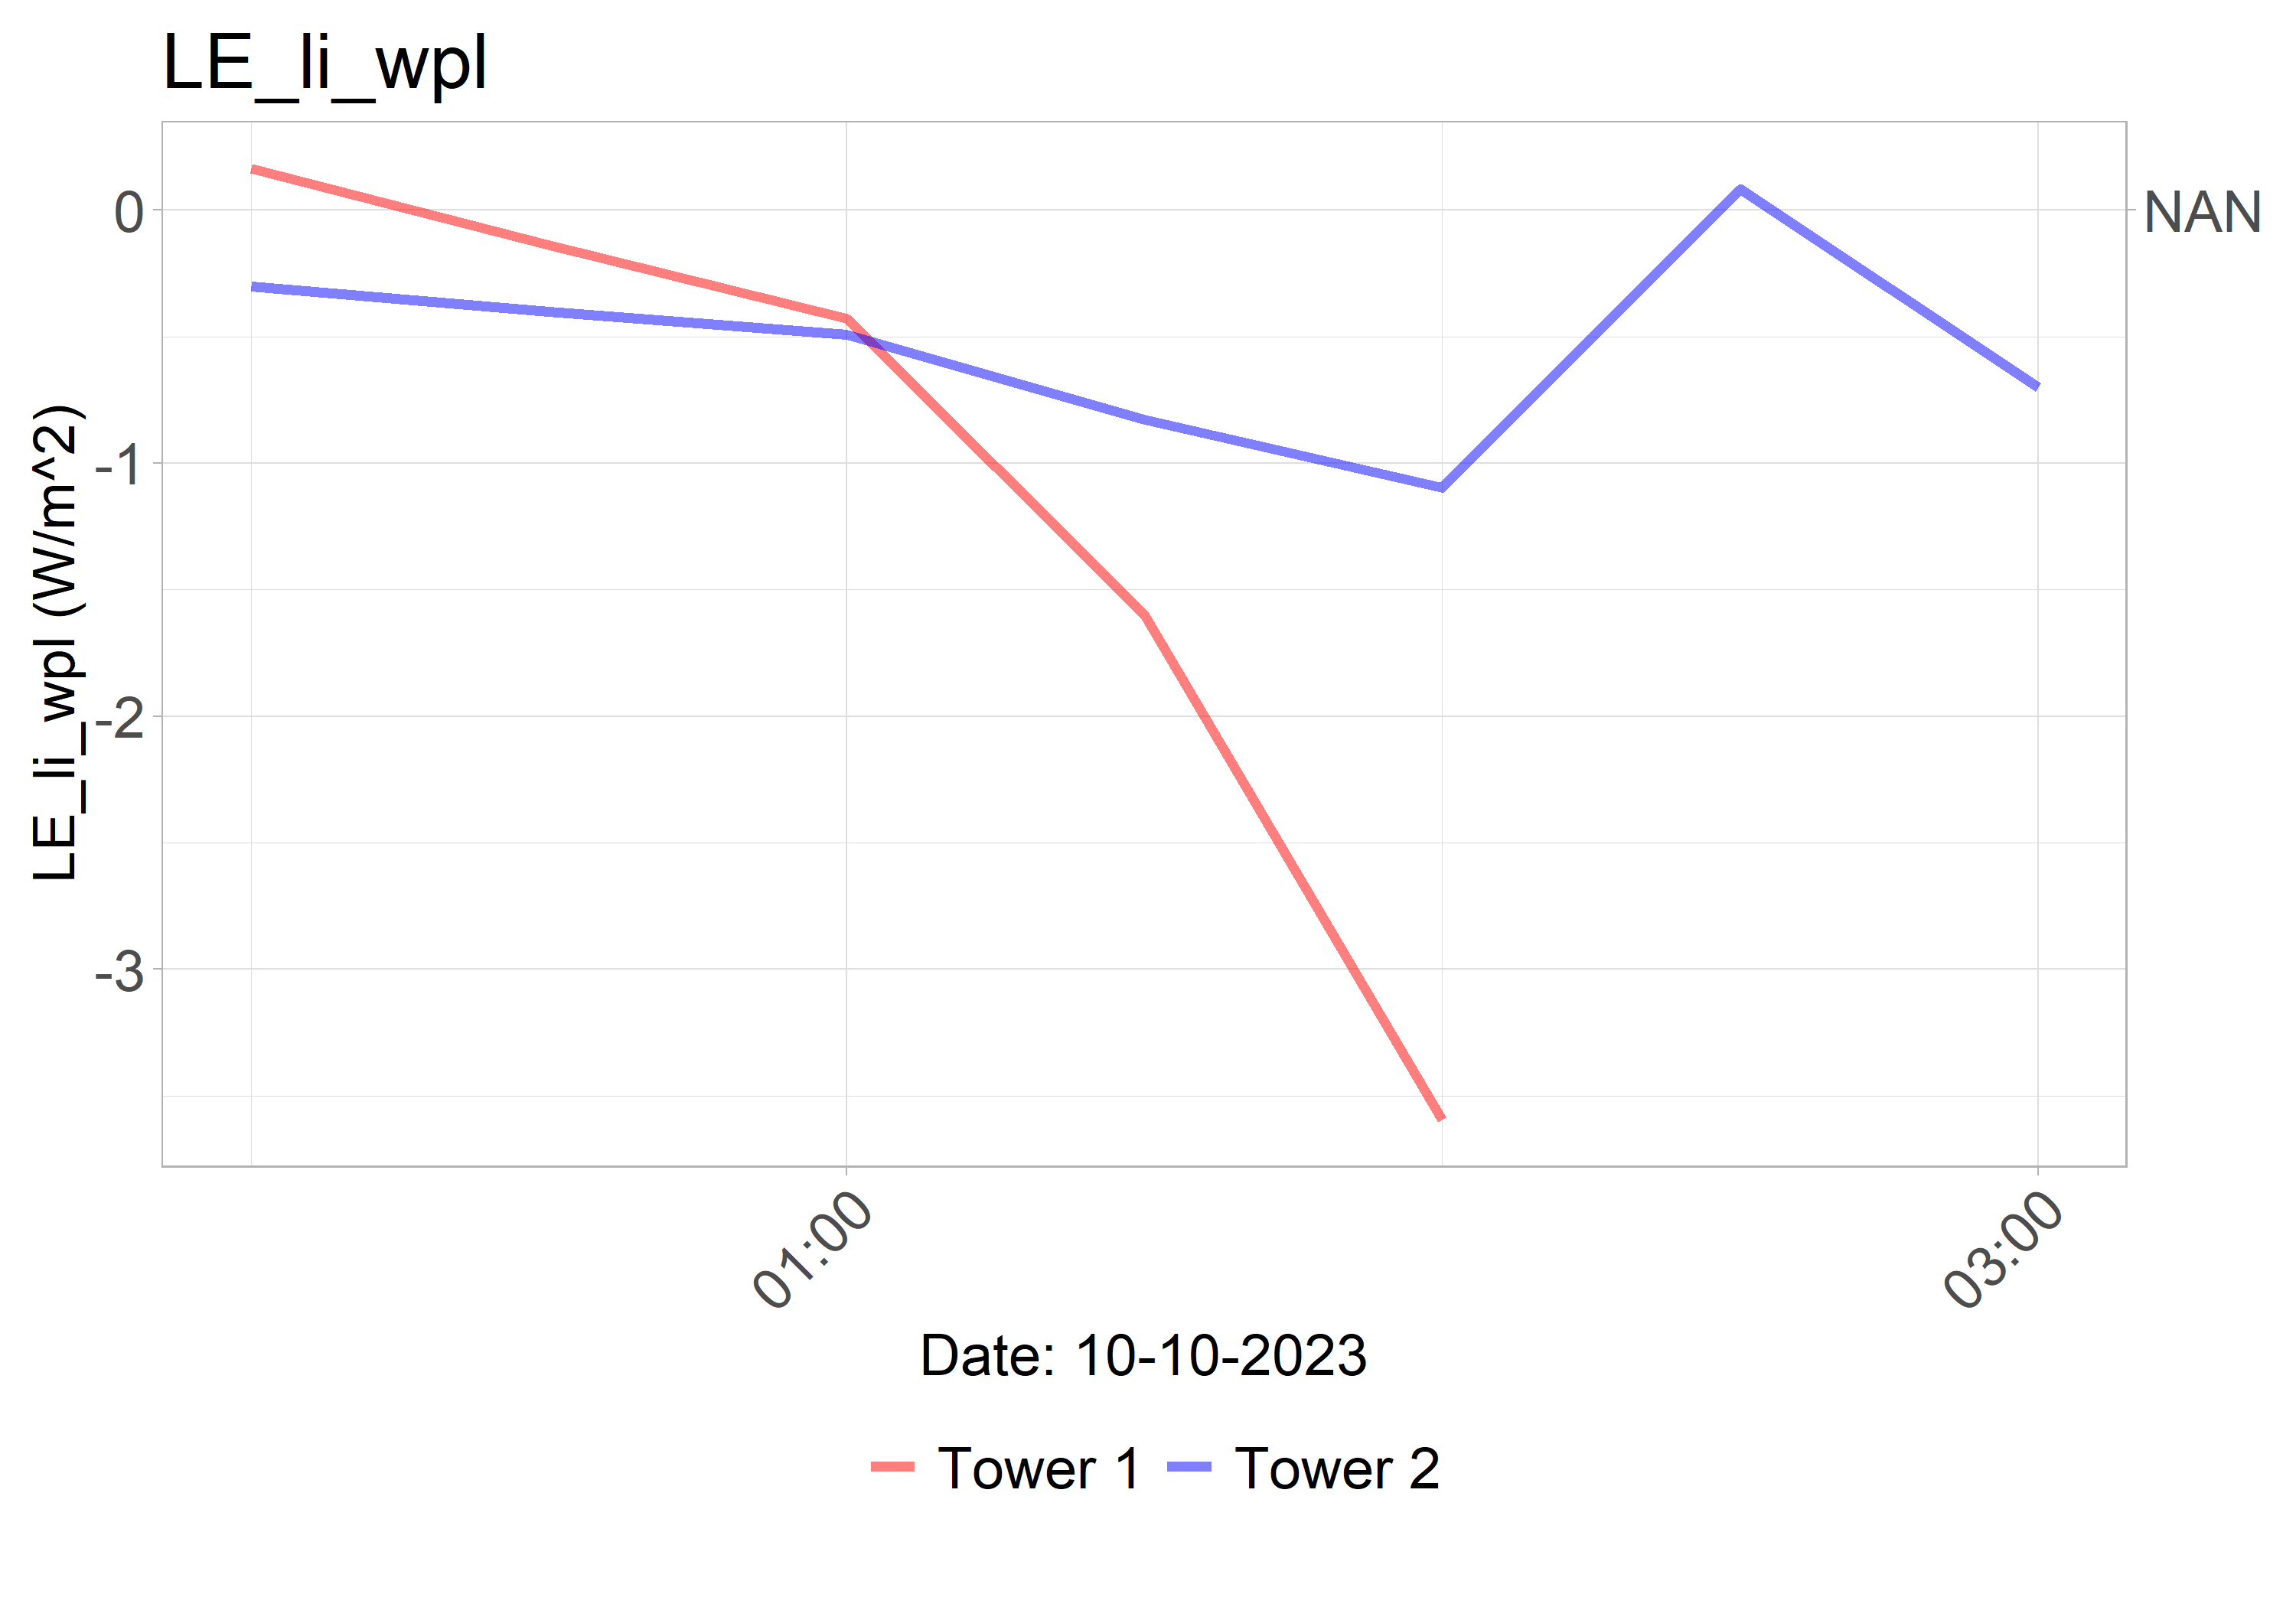 LE_li_wpl
LE_li_wpl (W/m^2)
0
-1
-2
-3
NAN
01:00
03:00
Date: 10-10-2023
Tower 1
Tower 2